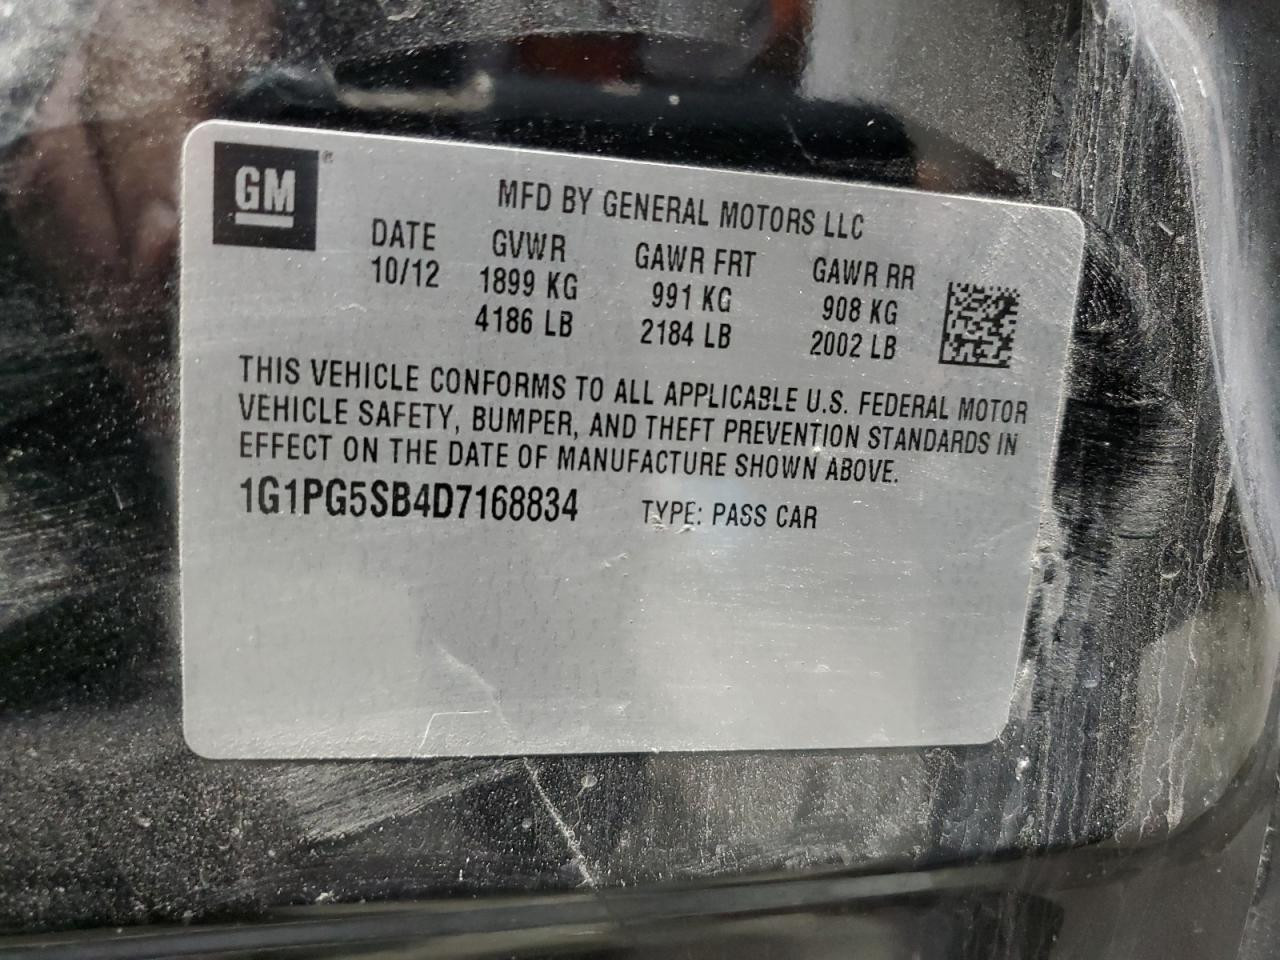 GM®
MFD BY GENERAL MOTORS LLC
DATE GVWR GAWR FRT GAWR RR
10/12 1899 KG 991 KG 908 KG
4186 LB 2184 LB 2002 LB
THIS VEHICLE CONFORMS TO ALL APPLICABLE U.S. FEDERAL MOTOR
VEHICLE SAFETY, BUMPER, AND THEFT PREVENTION STANDARDS IN
EFFECT ON THE DATE OF MANUFACTURE SHOWN ABOVE.
1G1PG5SB4D7168834 TYPE: PASS CAR